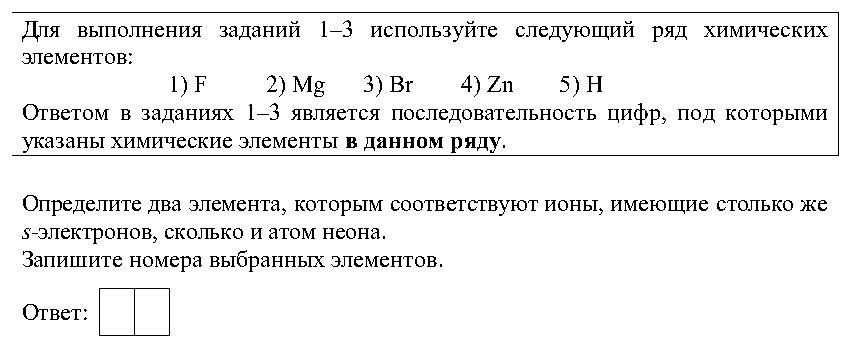 Для выполнения заданий 1–3 используйте следующий ряд химических
элементов:
1) F 2) Mg 3) Br 4) Zn 5) H
Ответом в заданиях 1–3 является последовательность цифр, под которыми
указаны химические элементы в данном ряду.
Определите два элемента, которым соответствуют ионы, имеющие столько же
s-электронов, сколько и атом неона.
Запишите номера выбранных элементов.
Ответ: